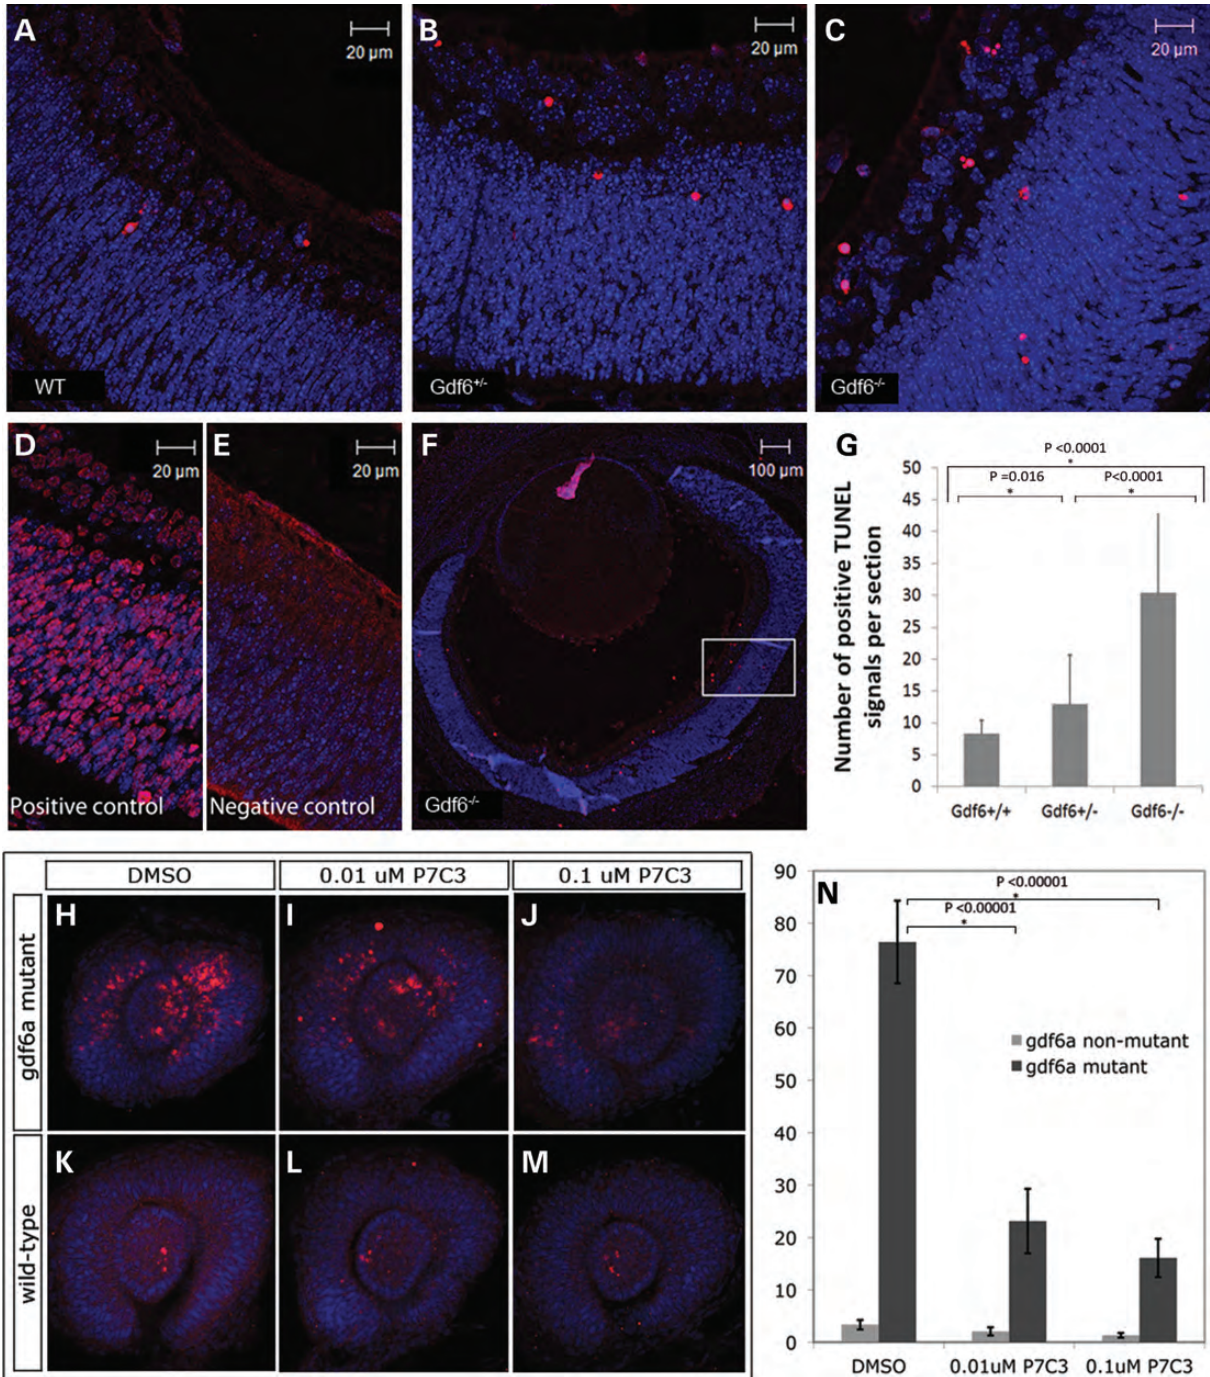 A
20 µm
WT
B
20 µm
Gdf6+/-
C
20 µm
Gdf6-/-
D
20 µm
Positive control
E
20 µm
Negative control
F
100 µm
Gdf6-/-
G
P <0.0001
*
P =0.016
*
P<0.0001
*
Number of positive TUNEL
signals per section
50
45
40
35
30
25
20
15
10
5
0
Gdf6+/+
Gdf6+/-
Gdf6-/-
DMSO
0.01 uM P7C3
0.1 uM P7C3
gdf6a mutant
H
I
J
wild-type
K
L
M
N
P <0.00001
*
P <0.00001
*
90
80
70
60
50
40
30
20
10
0
gdf6a non-mutant
gdf6a mutant
DMSO
0.01uM P7C3
0.1uM P7C3